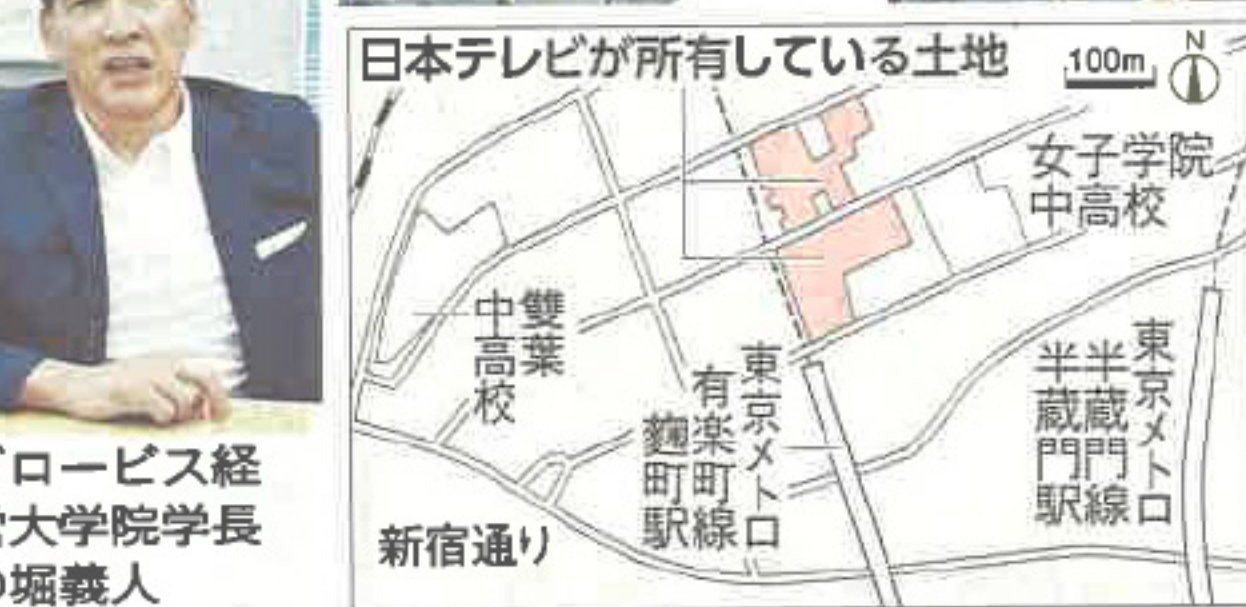 日本テレビが所有している土地
100m
N
女子学院
中高校
雙葉
中高校
東京メトロ
有楽町線
麴町駅
東京メトロ
半蔵門線
半蔵門駅
新宿通り
グロービス経
営大学院学長
の堀義人